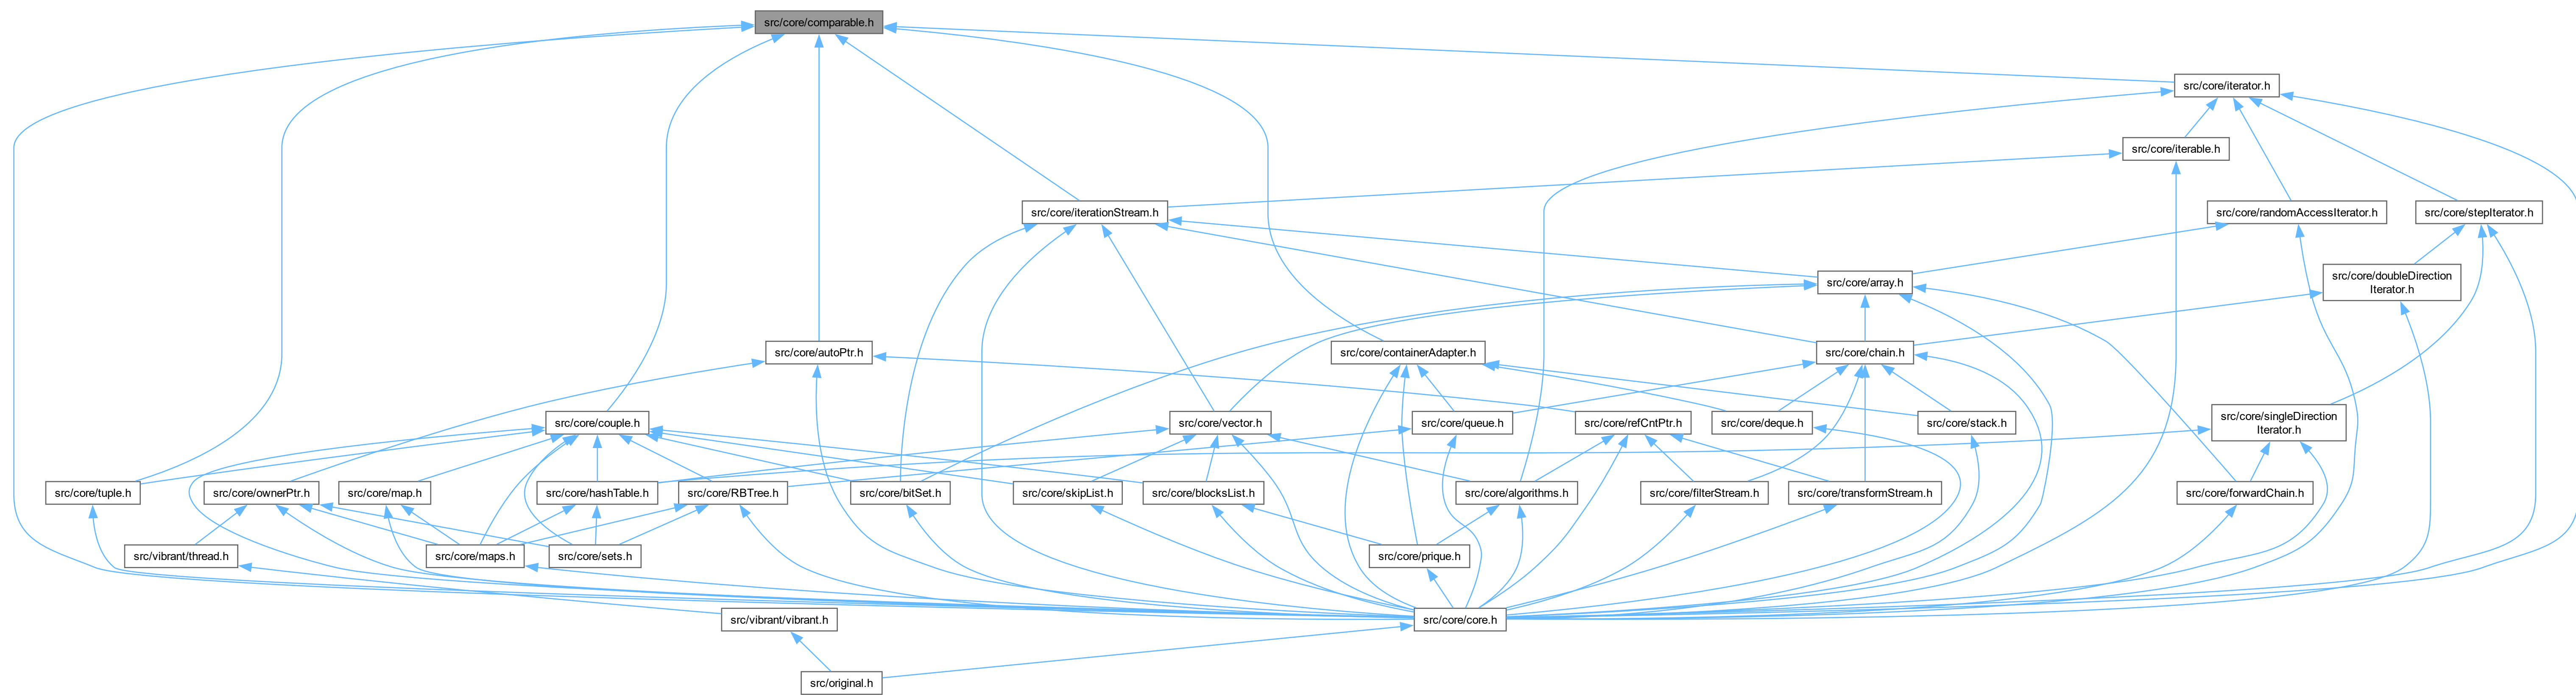 src/core/comparable.h
src/core/iterator.h
src/core/iterable.h
src/core/iterationStream.h
src/core/randomAccessIterator.h
src/core/stepIterator.h
src/core/array.h
src/core/doubleDirection
Iterator.h
src/core/autoPtr.h
src/core/containerAdapter.h
src/core/chain.h
src/core/couple.h
src/core/vector.h
src/core/queue.h
src/core/refCntPtr.h
src/core/deque.h
src/core/stack.h
src/core/singleDirection
Iterator.h
src/core/tuple.h
src/core/ownerPtr.h
src/core/map.h
src/core/hashTable.h
src/core/RBTree.h
src/core/bitSet.h
src/core/skipList.h
src/core/blocksList.h
src/core/algorithms.h
src/core/filterStream.h
src/core/transformStream.h
src/core/forwardChain.h
src/vibrant/thread.h
src/core/maps.h
src/core/sets.h
src/core/prique.h
src/vibrant/vibrant.h
src/core/core.h
src/original.h